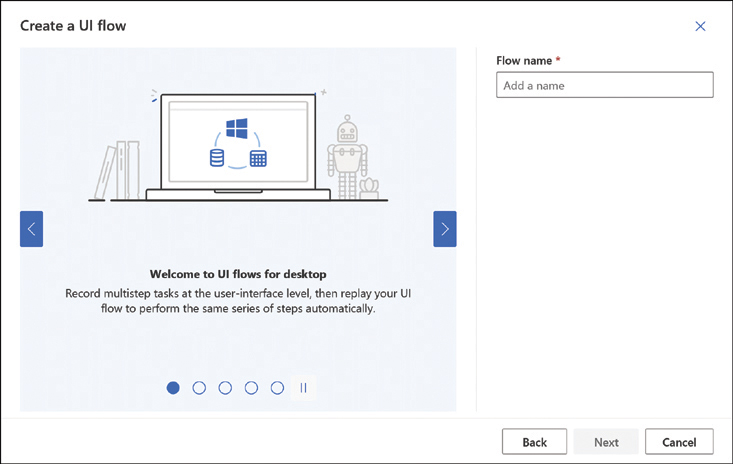 Create a UI flow
Flow name *
Add a name
Welcome to UI flows for desktop
Record multistep tasks at the user-interface level, then replay your UI
flow to perform the same series of steps automatically.
Back
Next
Cancel